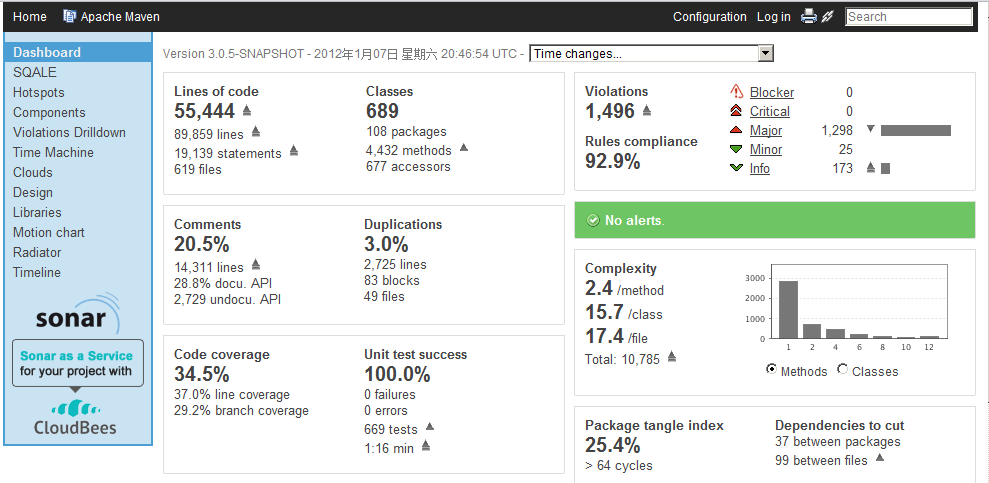 Home Apache Maven Configuration Log in Search
Dashboard
SQALE
Hotspots
Components
Violations Drilldown
Time Machine
Clouds
Design
Libraries
Motion chart
Radiator
Timeline
sonar
Sonar as a Service
for your project with
CloudBees
Version 3.0.5-SNAPSHOT - 2012年1月07日 星期六 20:46:54 UTC - Time changes...
Lines of code
55,444
89,859 lines
19,139 statements
619 files
Classes
689
108 packages
4,432 methods
677 accessors
Comments
20.5%
14,311 lines
28.8% docu. API
2,729 undocu. API
Duplications
3.0%
2,725 lines
83 blocks
49 files
Code coverage
34.5%
37.0% line coverage
29.2% branch coverage
Unit test success
100.0%
0 failures
0 errors
669 tests
1:16 min
Violations
1,496
Rules compliance
92.9%
Blocker 0
Critical 0
Major 1,298
Minor 25
Info 173
No alerts.
Complexity
2.4 /method
15.7 /class
17.4 /file
Total: 10,785
3000
2000
1000
0
1 2 4 6 8 10 12
Methods Classes
Package tangle index
25.4%
> 64 cycles
Dependencies to cut
37 between packages
99 between files